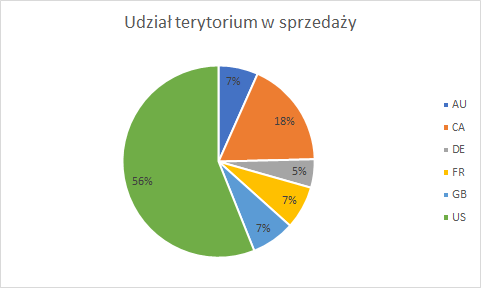 Udział terytorium w sprzedaży
7%
18%
5%
7%
7%
56%
AU
CA
DE
FR
GB
US